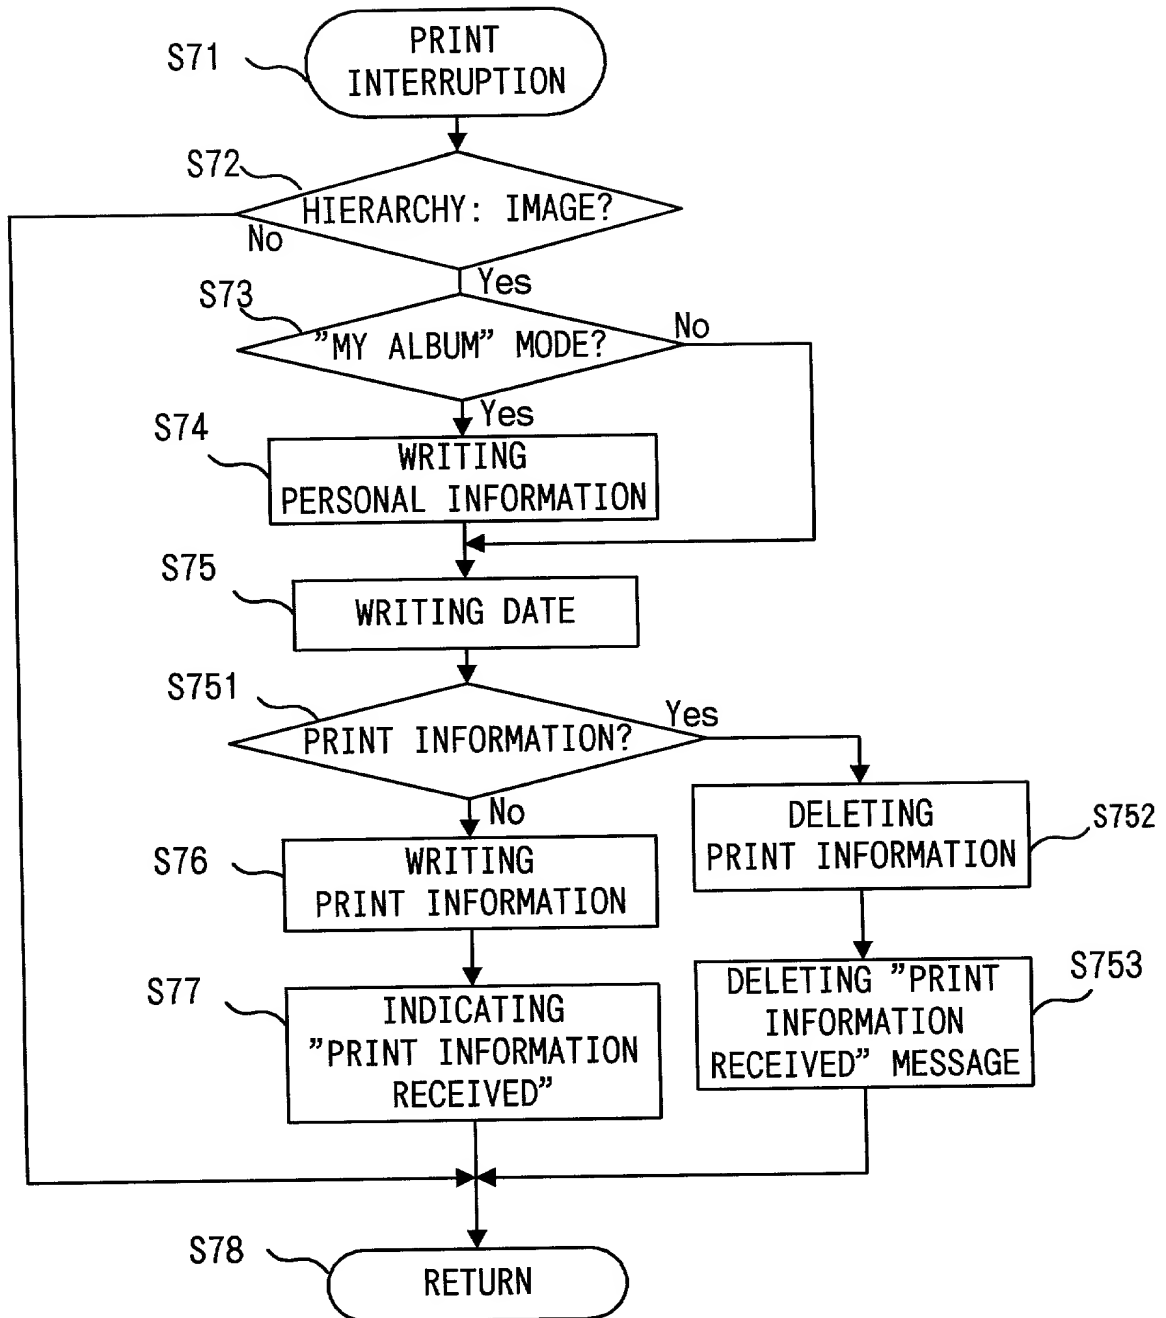 S71
PRINT
INTERRUPTION
S72
HIERARCHY: IMAGE?
No
Yes
S73
”MY ALBUM” MODE?
No
Yes
S74
WRITING
PERSONAL INFORMATION
S75
WRITING DATE
S751
PRINT INFORMATION?
Yes
No
DELETING
PRINT INFORMATION
S752
S76
WRITING
PRINT INFORMATION
S77
INDICATING
”PRINT INFORMATION
RECEIVED”
DELETING ”PRINT
INFORMATION
RECEIVED” MESSAGE
S753
S78
RETURN